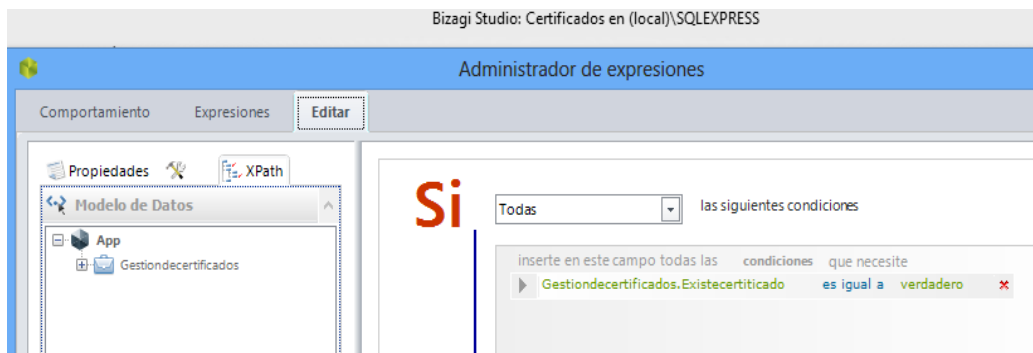 Bizagi Studio: Certificados en (local)\SQLEXPRESS
Administrador de expresiones
Comportamiento Expresiones Editar
Propiedades XPath
Modelo de Datos
App
Gestiondecertificados
Si Todas las siguientes condiciones
inserte en este campo todas las condiciones que necesite
Gestiondecertificados.Existecertiticado es igual a verdadero